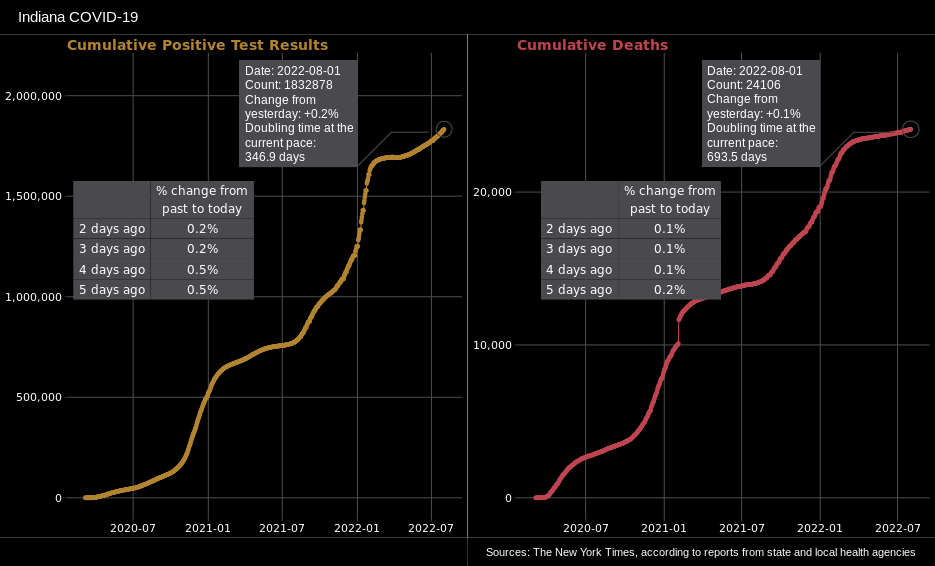 Indiana COVID-19
Cumulative Positive Test Results
Date: 2022-08-01
Count: 1832878
Change from
yesterday: +0.2%
Doubling time at the
current pace:
346.9 days
% change from
past to today
2 days ago 0.2%
3 days ago 0.2%
4 days ago 0.5%
5 days ago 0.5%
2,000,000
1,500,000
1,000,000
500,000
0
2020-07 2021-01 2021-07 2022-01 2022-07
Cumulative Deaths
Date: 2022-08-01
Count: 24106
Change from
yesterday: +0.1%
Doubling time at the
current pace:
693.5 days
% change from
past to today
2 days ago 0.1%
3 days ago 0.1%
4 days ago 0.1%
5 days ago 0.2%
20,000
10,000
0
2020-07 2021-01 2021-07 2022-01 2022-07
Sources: The New York Times, according to reports from state and local health agencies